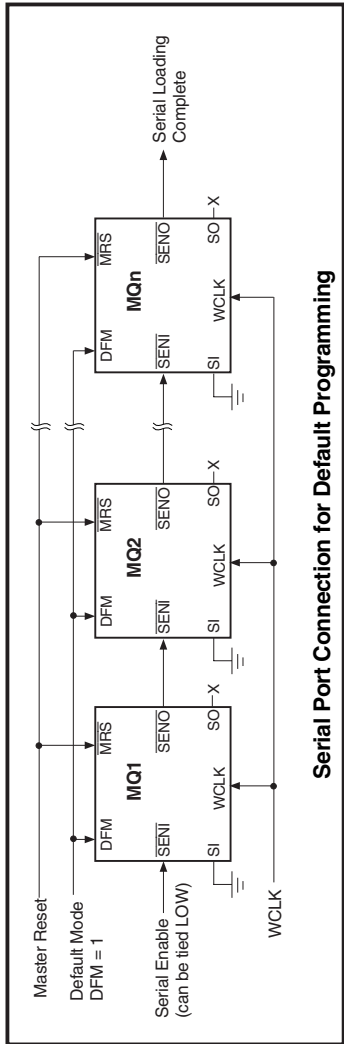 Master Reset
Default Mode
DFM = 1
Serial Enable
(can be tied LOW)
DFM
MRS
MQ1
SENI
SENO
SI
WCLK
SO
X
DFM
MRS
MQ2
SENI
SENO
SI
WCLK
SO
X
DFM
MRS
MQn
SENI
SENO
SI
WCLK
SO
X
Serial Loading
Complete
WCLK
Serial Port Connection for Default Programming